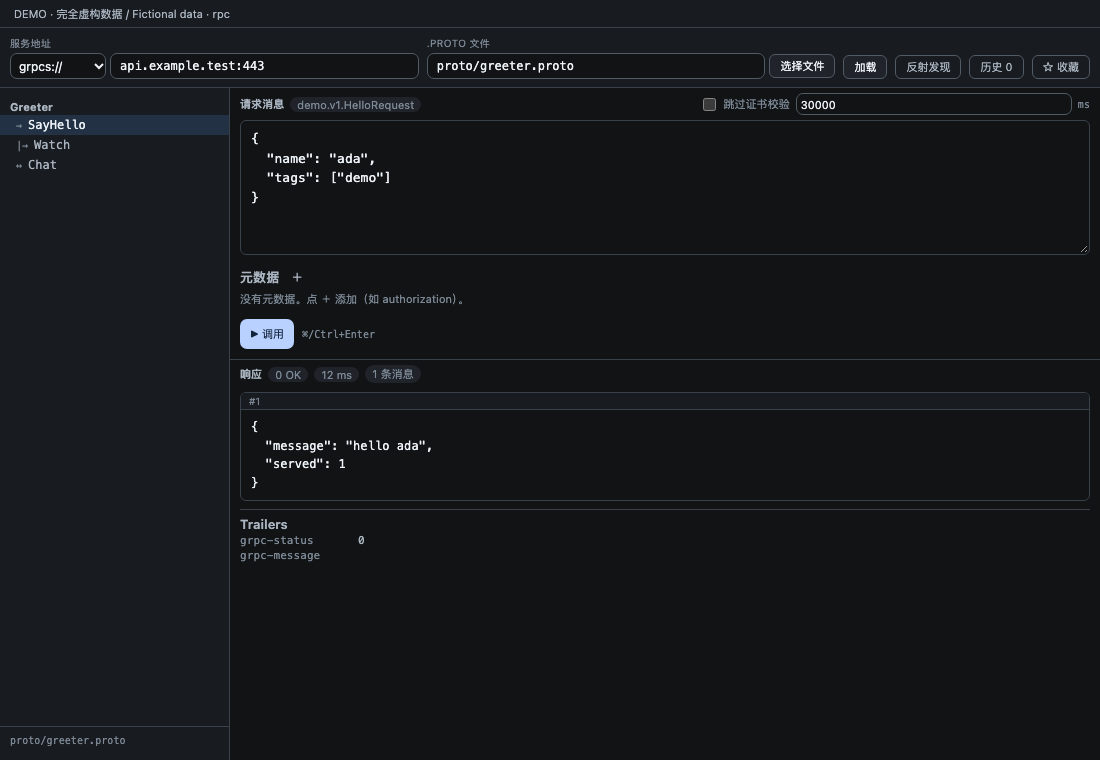 DEMO · 完全虚构数据 / Fictional data · rpc
服务地址
.PROTO 文件
grpcs://
api.example.test:443
proto/greeter.proto
选择文件
加载
反射发现
历史 0
☆ 收藏
Greeter
→ SayHello
|→ Watch
↔ Chat
proto/greeter.proto
请求消息 demo.v1.HelloRequest
跳过证书校验 30000 ms
{
"name": "ada",
"tags": ["demo"]
}
元数据 +
没有元数据。点 + 添加（如 authorization）。
▶ 调用 ⌘/Ctrl+Enter
响应 0 OK 12 ms 1 条消息
#1
{
"message": "hello ada",
"served": 1
}
Trailers
grpc-status 0
grpc-message